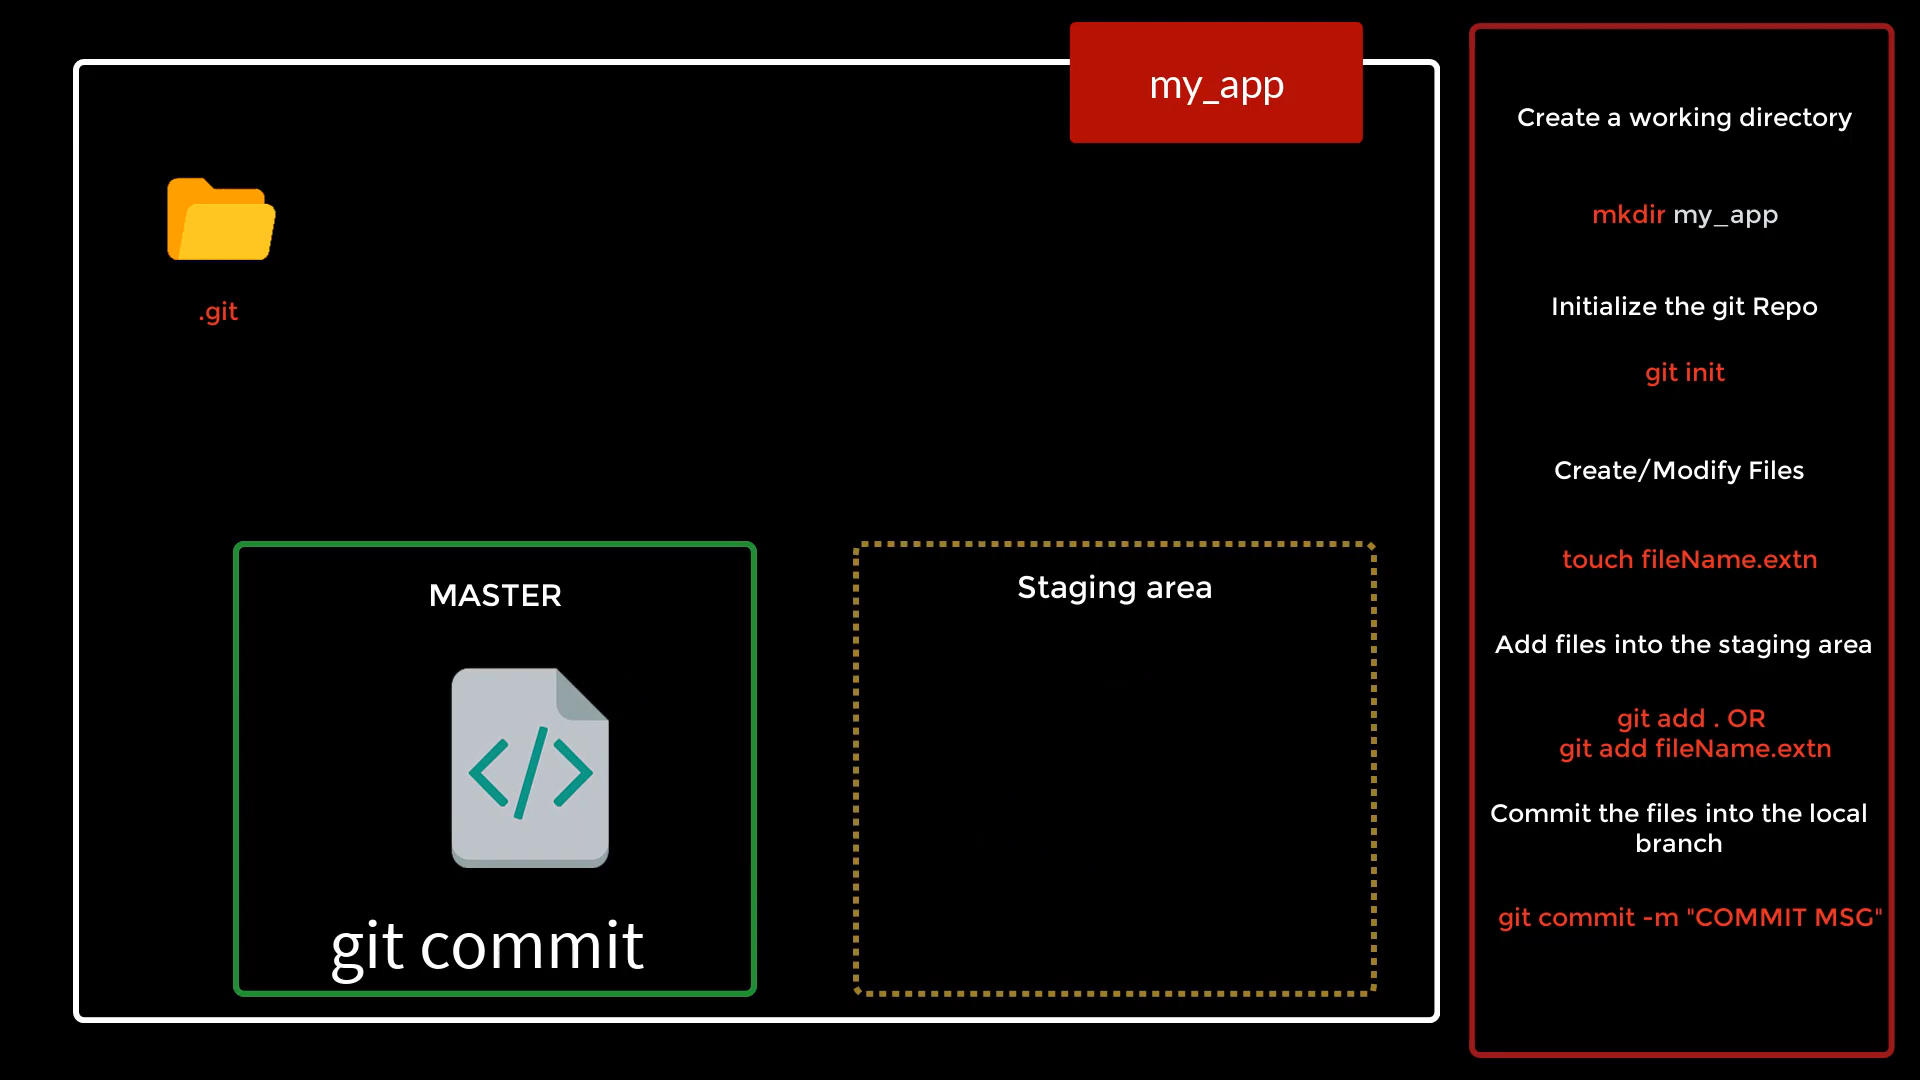 my_app
.git
MASTER
git commit
Staging area
Create a working directory
mkdir my_app
Initialize the git Repo
git init
Create/Modify Files
touch fileName.extn
Add files into the staging area
git add . OR
git add fileName.extn
Commit the files into the local
branch
git commit -m "COMMIT MSG"